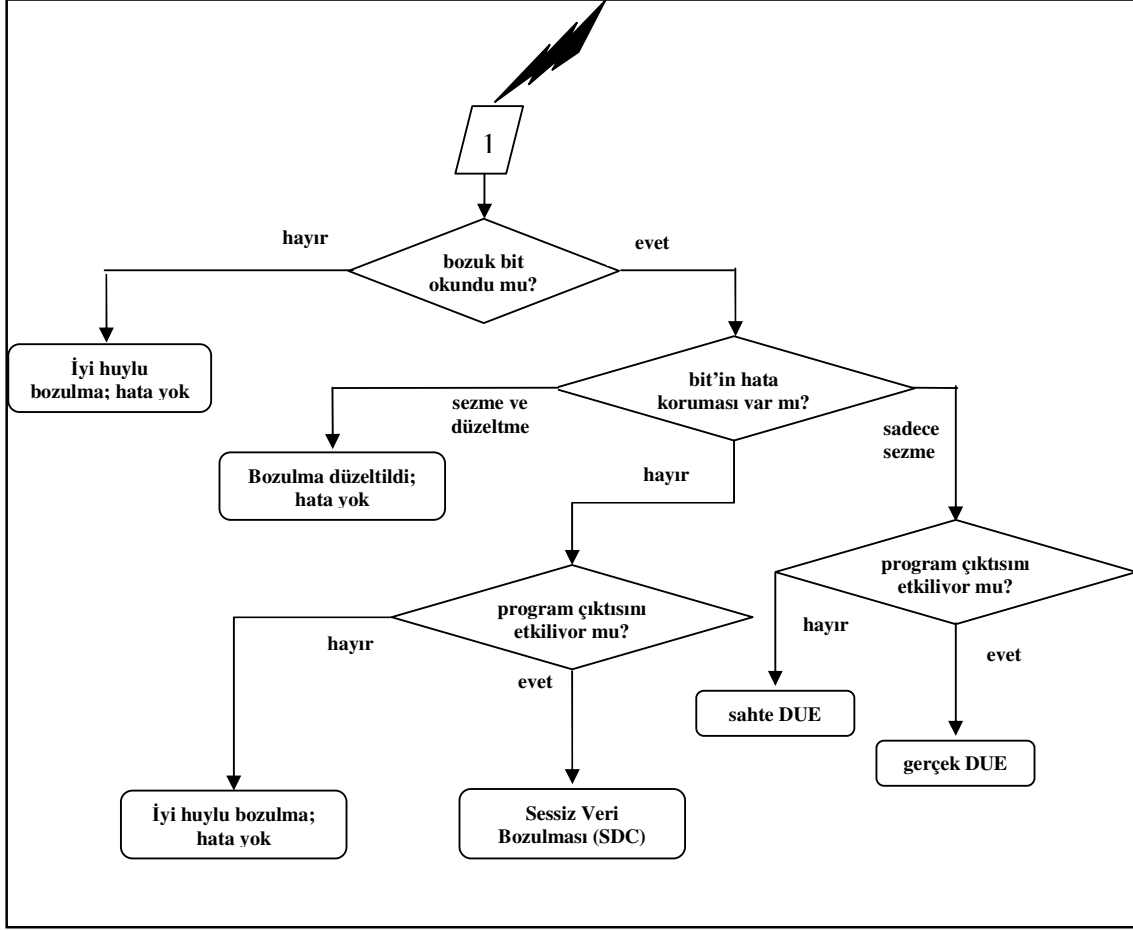 1
hayır
evet
bozuk bit
okundu mu?
İyi huylu
bozulma; hata yok
bit’in hata
koruması var mı?
sezme ve
düzeltme
sadece
sezme
Bozulma düzeltildi;
hata yok
hayır
program çıktısını
etkiliyor mu?
program çıktısını
etkiliyor mu?
hayır
evet
hayır
evet
sahte DUE
gerçek DUE
İyi huylu bozulma;
hata yok
Sessiz Veri
Bozulması (SDC)